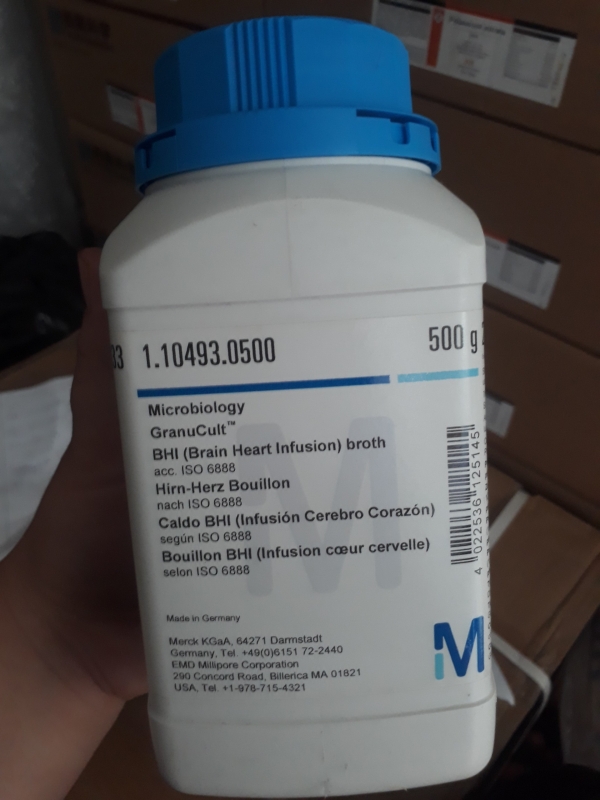 1.10493.0500
500 g
Microbiology
GranuCult™
BHI (Brain Heart Infusion) broth
acc. ISO 6888
Hirn-Herz Bouillon
nach ISO 6888
Caldo BHI (Infusión Cerebro Corazón)
según ISO 6888
Bouillon BHI (Infusion cœur cervelle)
selon ISO 6888
4 022536 125145
Made in Germany
Merck KGaA, 64271 Darmstadt
Germany, Tel. +49(0)6151 72-2440
EMD Millipore Corporation
290 Concord Road, Billerica MA 01821
USA, Tel. +1-978-715-4321
M